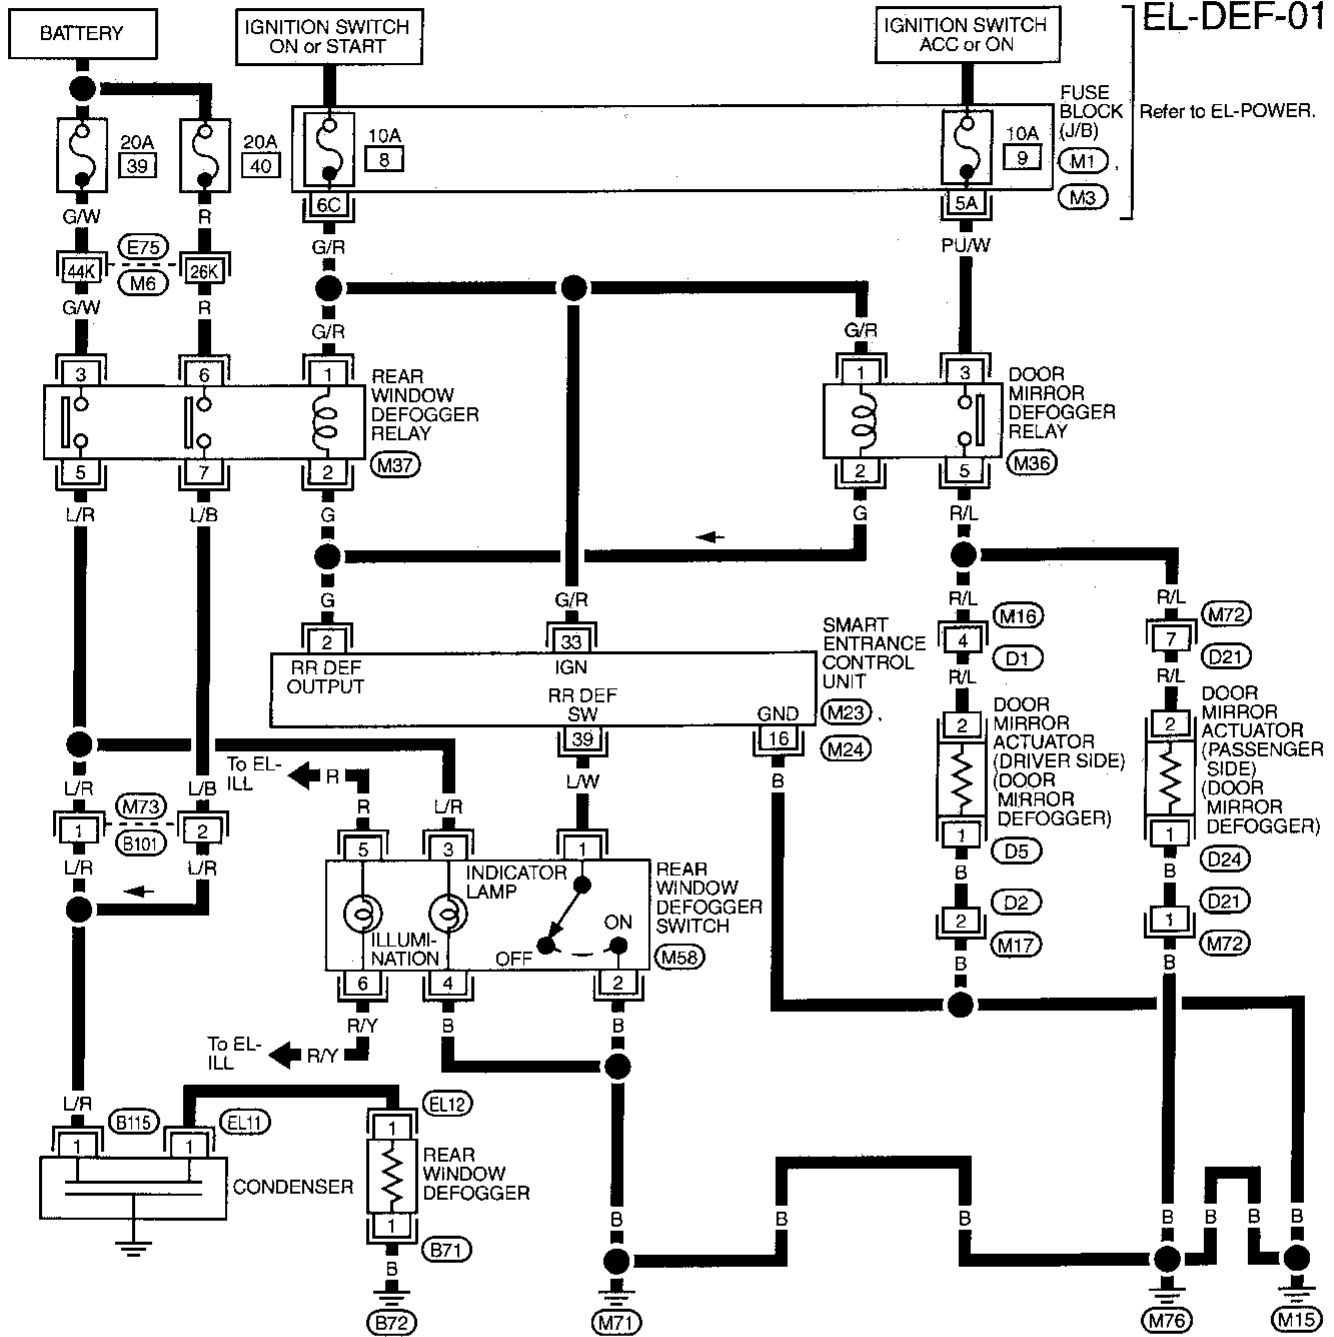 EL-DEF-01
BATTERY
IGNITION SWITCH
ON or START
IGNITION SWITCH
ACC or ON
FUSE
BLOCK
(J/B)
Refer to EL-POWER.
20A
39
20A
40
10A
8
10A
9
M1
M3
6C
5A
G/W
R
G/R
PU/W
E75
44K
26K
M6
G/W
R
G/R
G/R
3
6
1
REAR
WINDOW
DEFOGGER
RELAY
M37
1
3
DOOR
MIRROR
DEFOGGER
RELAY
M36
5
7
2
2
5
L/R
L/B
G
G
R/L
G
G/R
R/L
R/L
M16
M72
2
33
4
7
D1
D21
RR DEF
OUTPUT
IGN
RR DEF
SW
GND
SMART
ENTRANCE
CONTROL
UNIT
M23
M24
R/L
R/L
39
16
2
2
DOOR
MIRROR
ACTUATOR
(DRIVER SIDE)
(DOOR
MIRROR
DEFOGGER)
DOOR
MIRROR
ACTUATOR
(PASSENGER
SIDE)
(DOOR
MIRROR
DEFOGGER)
To EL-
ILL
R
L/R
L/B
R
L/R
L/W
B
M73
1
2
B101
5
3
1
1
1
D5
D24
L/R
L/R
B
B
INDICATOR
LAMP
ILLUMI-
NATION
OFF
ON
REAR
WINDOW
DEFOGGER
SWITCH
M58
D2
D21
2
1
M17
M72
6
4
2
B
B
R/Y
B
B
To EL-
ILL
R/Y
L/R
B115
EL11
EL12
1
1
1
CONDENSER
REAR
WINDOW
DEFOGGER
1
B71
B
B
B
B
B
B
B
B
B72
M71
M76
M15